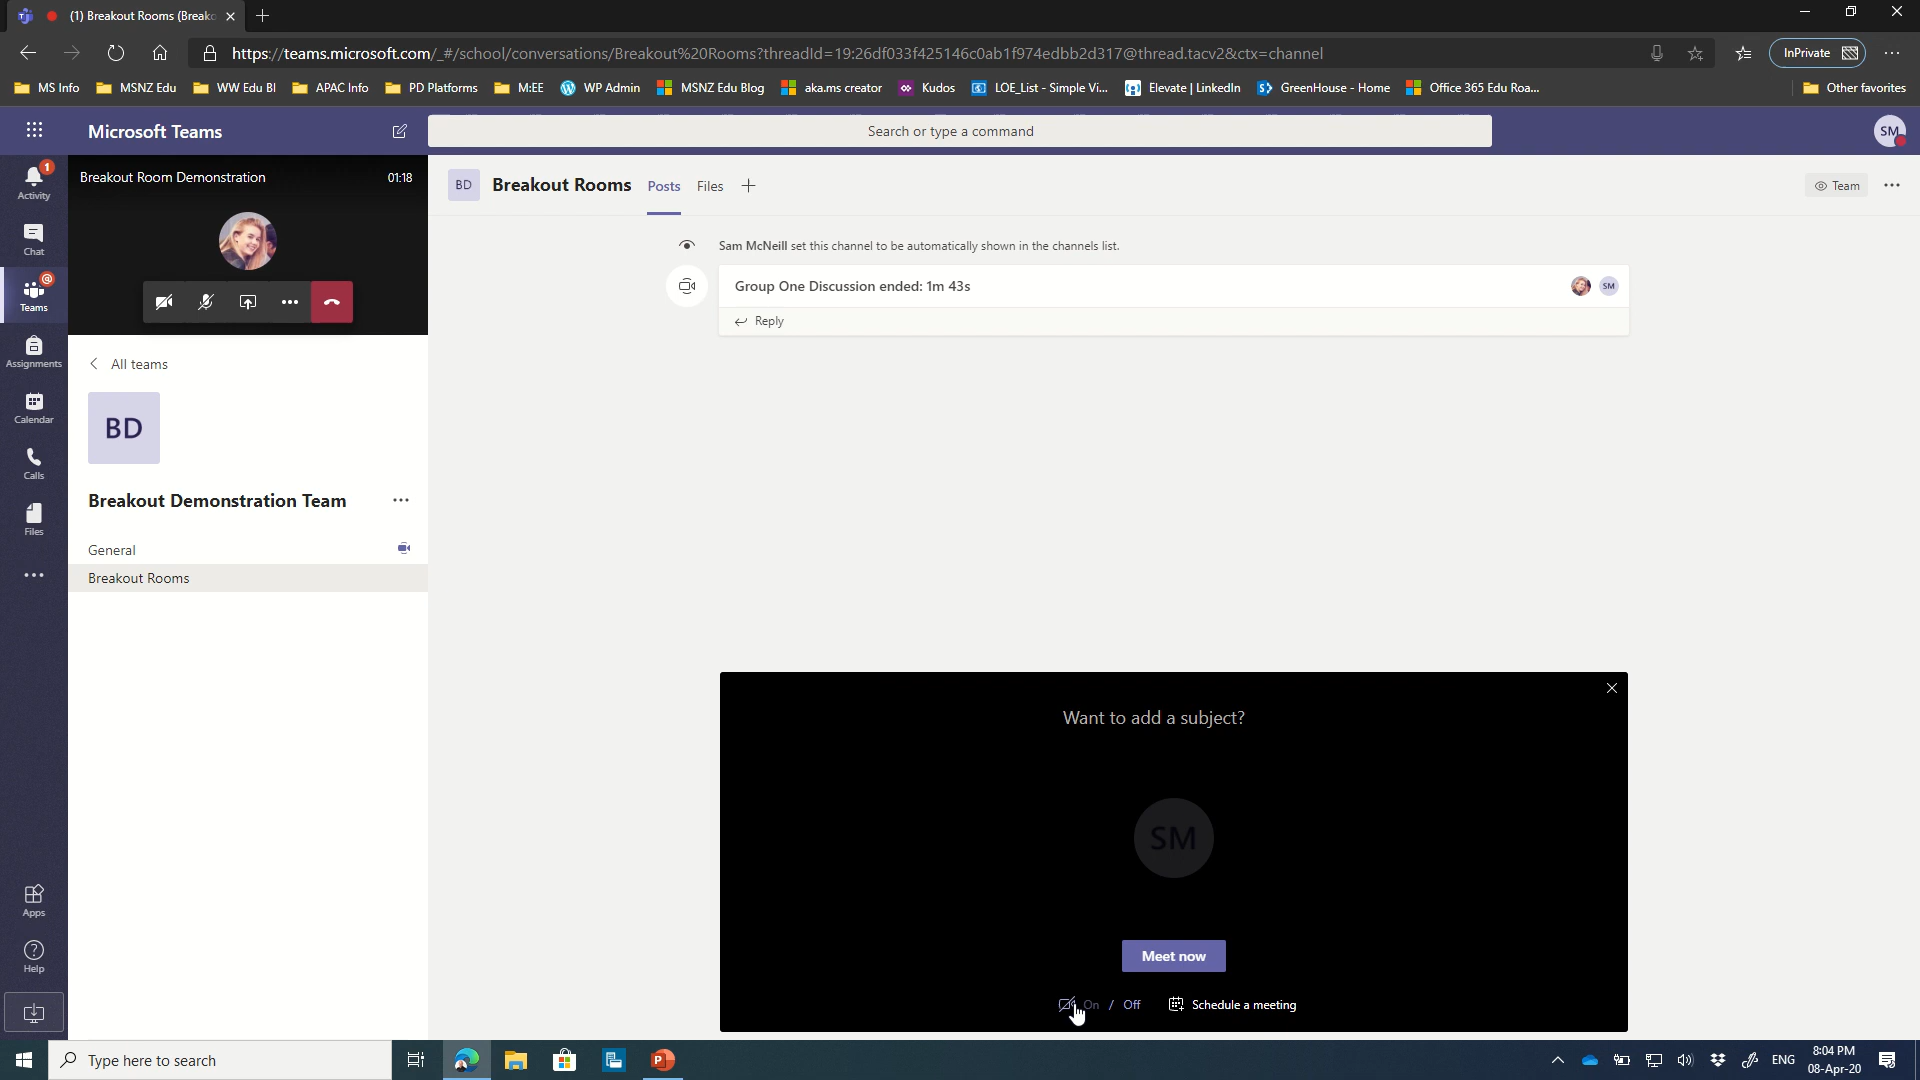 (1) Breakout Rooms (Breako
https://teams.microsoft.com/_#/school/conversations/Breakout%20Rooms?threadId=19:26df033f425146c0ab1f974edbb2d317@thread.tacv2&ctx=channel
InPrivate
MS Info
MSNZ Edu
WW Edu BI
APAC Info
PD Platforms
M:EE
WP Admin
MSNZ Edu Blog
aka.ms creator
Kudos
LOE_List - Simple Vi...
Elevate | LinkedIn
GreenHouse - Home
Office 365 Edu Roa...
Other favorites
Microsoft Teams
Search or type a command
SM
1
Activity
Chat
Teams
Assignments
Calendar
Calls
Files
Apps
Help
Breakout Room Demonstration
01:18
All teams
BD
Breakout Demonstration Team
General
Breakout Rooms
BD
Breakout Rooms
Posts
Files
Team
Sam McNeill set this channel to be automatically shown in the channels list.
Group One Discussion ended: 1m 43s
SM
Reply
Want to add a subject?
SM
Meet now
On / Off
Schedule a meeting
Type here to search
ENG
8:04 PM
08-Apr-20